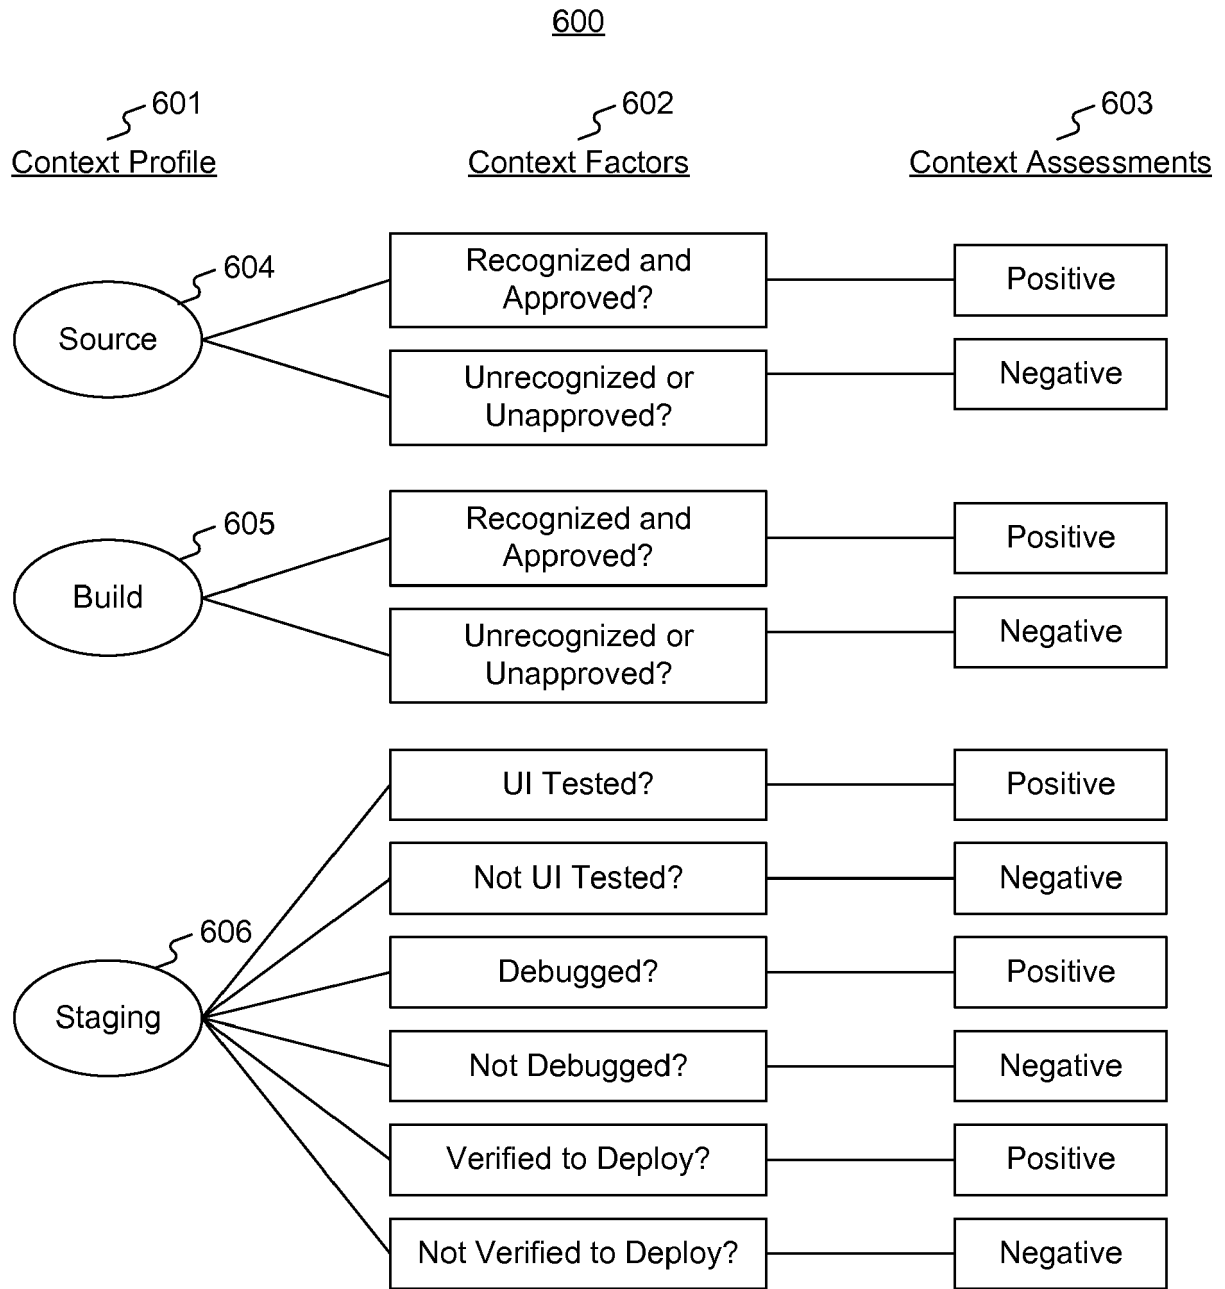 600
601
602
603
Context Profile
Context Factors
Context Assessments
604
Source
Recognized and
Approved?
Positive
Unrecognized or
Unapproved?
Negative
605
Build
Recognized and
Approved?
Positive
Unrecognized or
Unapproved?
Negative
606
Staging
UI Tested?
Positive
Not UI Tested?
Negative
Debugged?
Positive
Not Debugged?
Negative
Verified to Deploy?
Positive
Not Verified to Deploy?
Negative